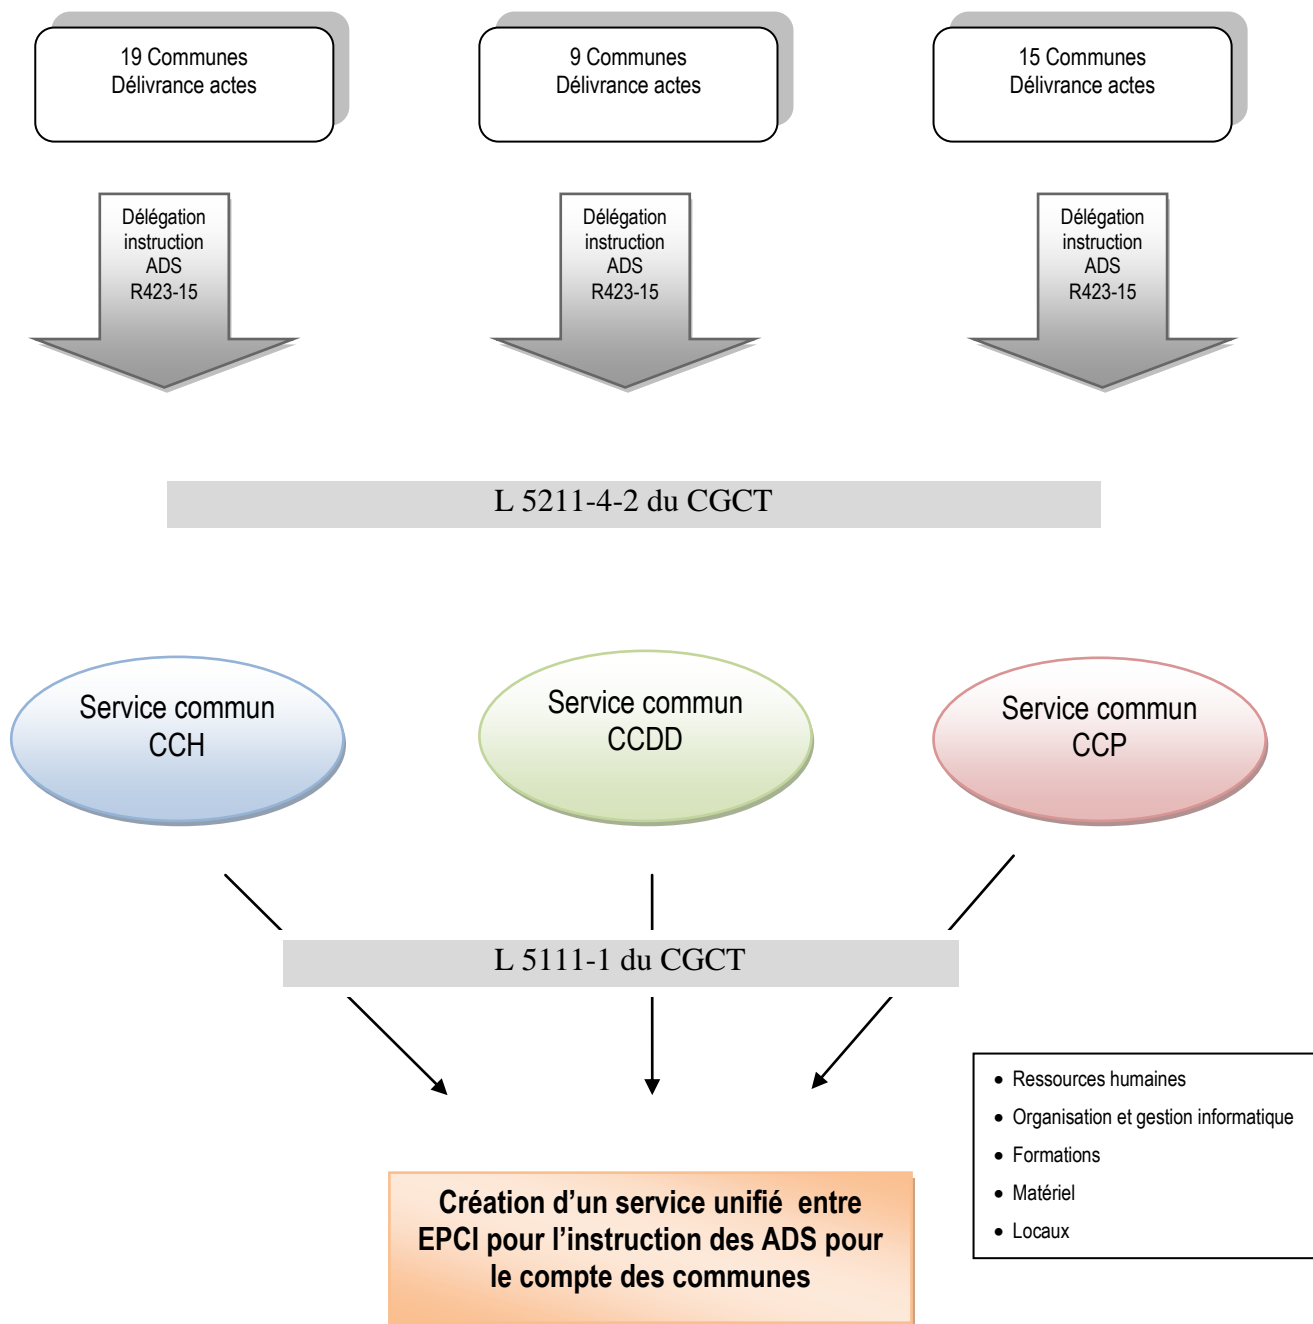 19 Communes
Délivrance actes
9 Communes
Délivrance actes
15 Communes
Délivrance actes
Délégation
instruction
ADS
R423-15
Délégation
instruction
ADS
R423-15
Délégation
instruction
ADS
R423-15
L 5211-4-2 du CGCT
Service commun
CCH
Service commun
CCDD
Service commun
CCP
L 5111-1 du CGCT
• Ressources humaines
• Organisation et gestion informatique
• Formations
• Matériel
• Locaux
Création d’un service unifié entre
EPCI pour l’instruction des ADS pour
le compte des communes